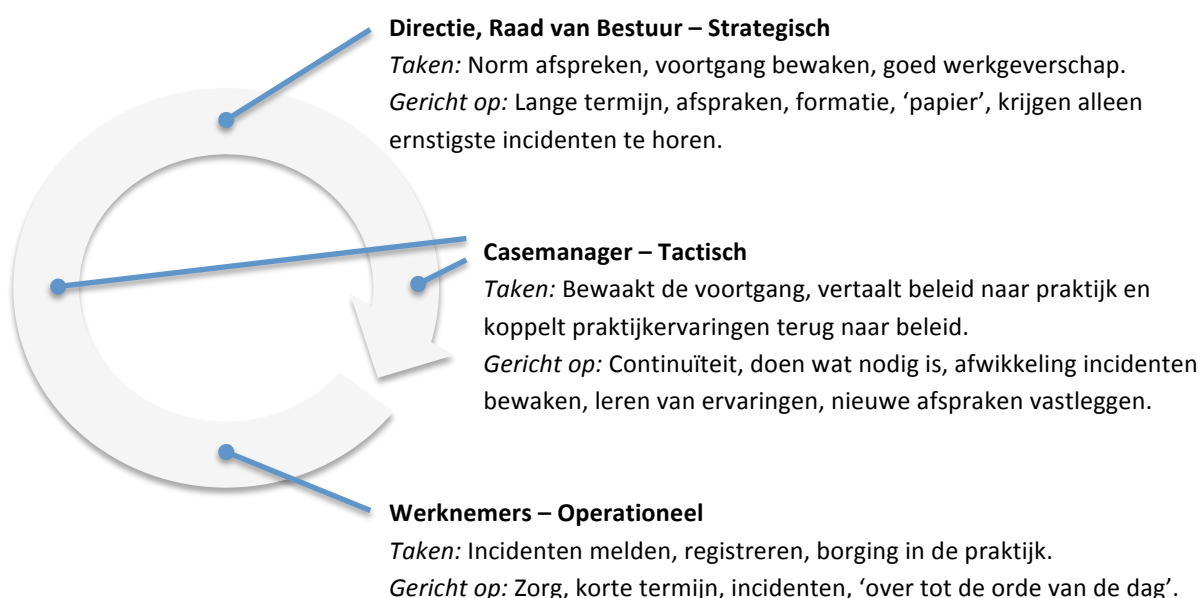 Directie, Raad van Bestuur – Strategisch
Taken: Norm afspreken, voortgang bewaken, goed werkgeverschap.
Gericht op: Lange termijn, afspraken, formatie, ‘papier’, krijgen alleen
ernstigste incidenten te horen.
Casemanager – Tactisch
Taken: Bewaakt de voortgang, vertaalt beleid naar praktijk en
koppelt praktijkervaringen terug naar beleid.
Gericht op: Continuïteit, doen wat nodig is, afwikkeling incidenten
bewaken, leren van ervaringen, nieuwe afspraken vastleggen.
Werknemers – Operationeel
Taken: Incidenten melden, registreren, borging in de praktijk.
Gericht op: Zorg, korte termijn, incidenten, ‘over tot de orde van de dag’.